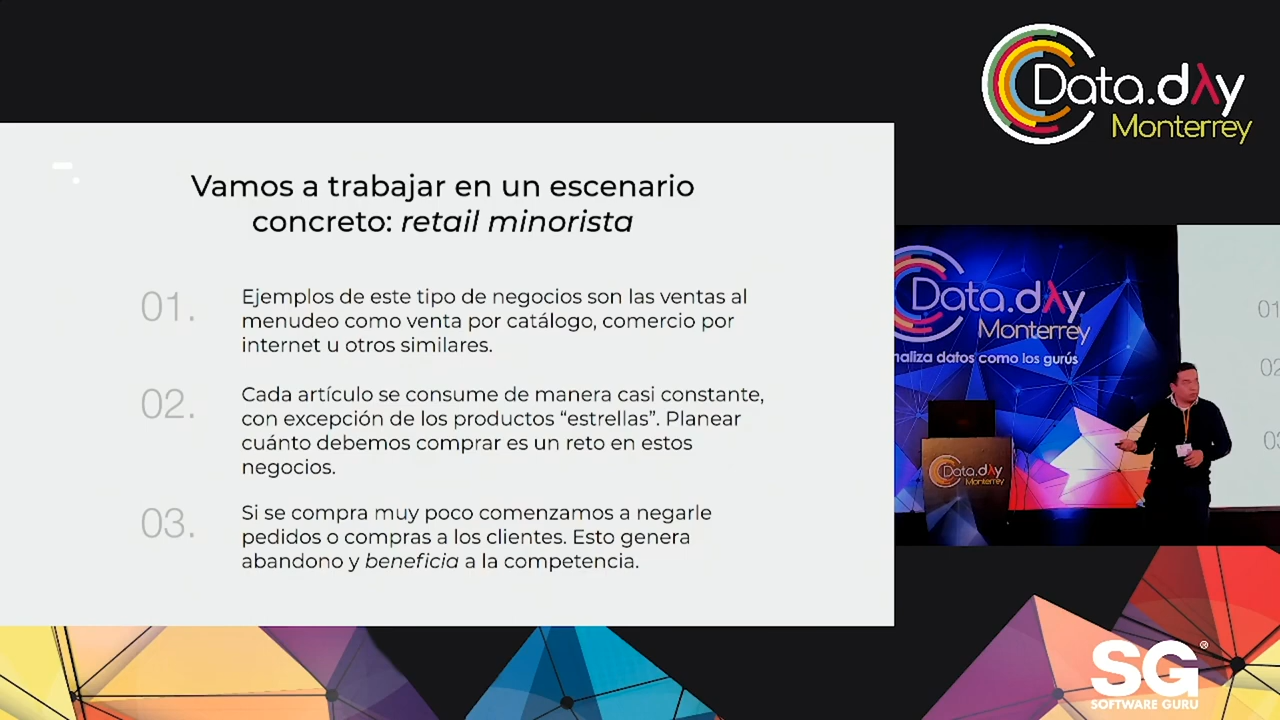 Data.dλy
Monterrey
Vamos a trabajar en un escenario
concreto: retail minorista
01.
Ejemplos de este tipo de negocios son las ventas al
menudeo como venta por catálogo, comercio por
internet u otros similares.
02.
Cada artículo se consume de manera casi constante,
con excepción de los productos “estrellas”. Planear
cuánto debemos comprar es un reto en estos
negocios.
03.
Si se compra muy poco comenzamos a negarle
pedidos o compras a los clientes. Esto genera
abandono y beneficia a la competencia.
Data.dλy
Monterrey
naliza datos como los gurús
Data.dλy
Monterrey
01
02
03
SG®
SOFTWARE GURU